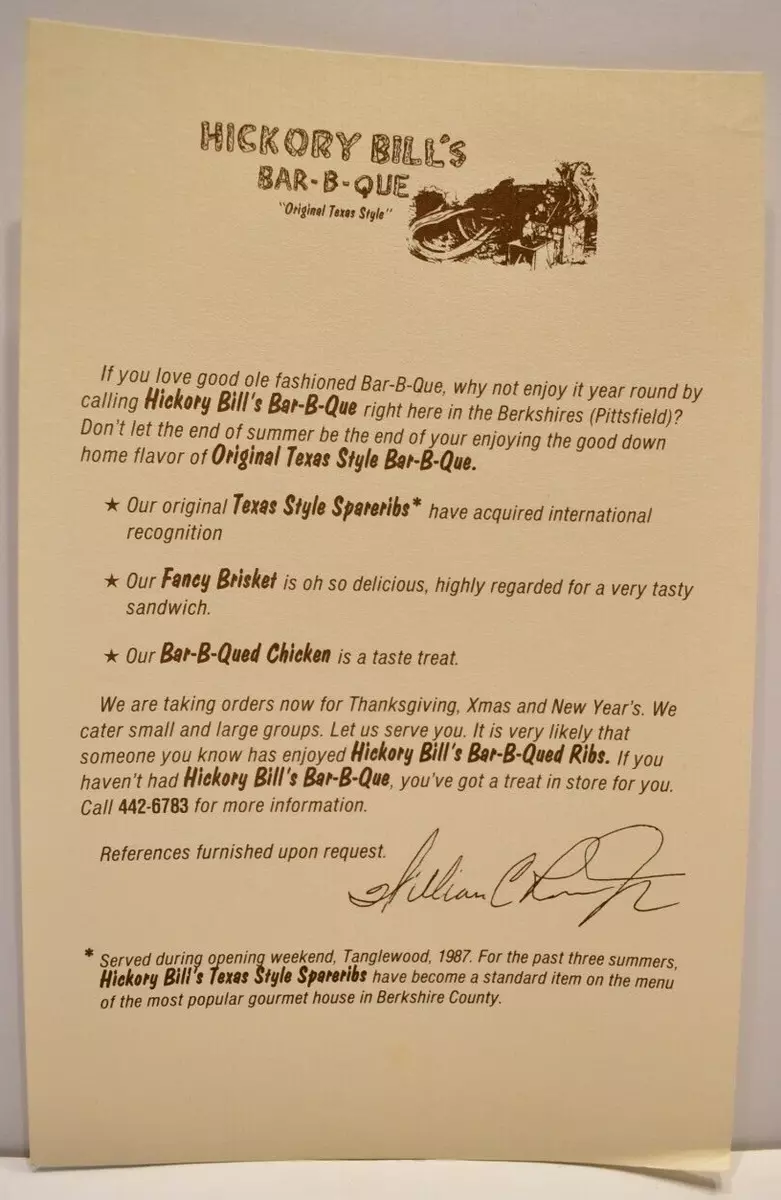 HICKORY BILL'S
BAR-B-QUE
"Original Texas Style"
If you love good ole fashioned Bar-B-Que, why not enjoy it year round by
calling Hickory Bill's Bar-B-Que right here in the Berkshires (Pittsfield)?
Don't let the end of summer be the end of your enjoying the good down
home flavor of Original Texas Style Bar-B-Que.
★ Our original Texas Style Spareribs* have acquired international
recognition
★ Our Fancy Brisket is oh so delicious, highly regarded for a very tasty
sandwich.
★ Our Bar-B-Qued Chicken is a taste treat.
We are taking orders now for Thanksgiving, Xmas and New Year's. We
cater small and large groups. Let us serve you. It is very likely that
someone you know has enjoyed Hickory Bill's Bar-B-Qued Ribs. If you
haven't had Hickory Bill's Bar-B-Que, you've got a treat in store for you.
Call 442-6783 for more information.
References furnished upon request.
William C
* Served during opening weekend, Tanglewood, 1987. For the past three summers,
Hickory Bill's Texas Style Spareribs have become a standard item on the menu
of the most popular gourmet house in Berkshire County.